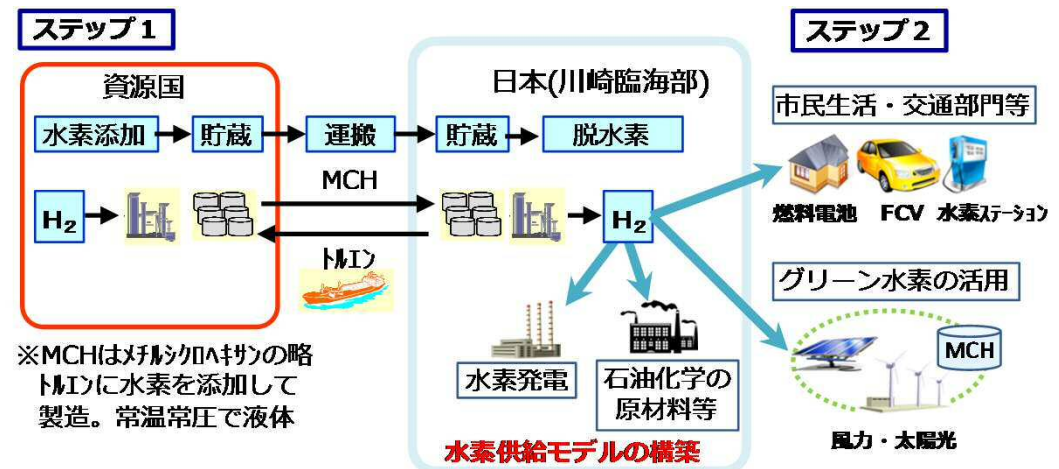 ステップ1
ステップ2
資源国
日本(川崎臨海部)
水素添加
貯蔵
運搬
貯蔵
脱水素
市民生活・交通部門等
MCH
H2
H2
燃料電池
FCV
水素ｽﾃｰｼｮﾝ
ﾄﾙｴﾝ
グリーン水素の活用
MCH
※MCHはﾒﾁﾙｼｸﾛﾍｷｻﾝの略
ﾄﾙｴﾝに水素を添加して
製造。常温常圧で液体
水素発電
石油化学の
原材料等
風力・太陽光
水素供給モデルの構築